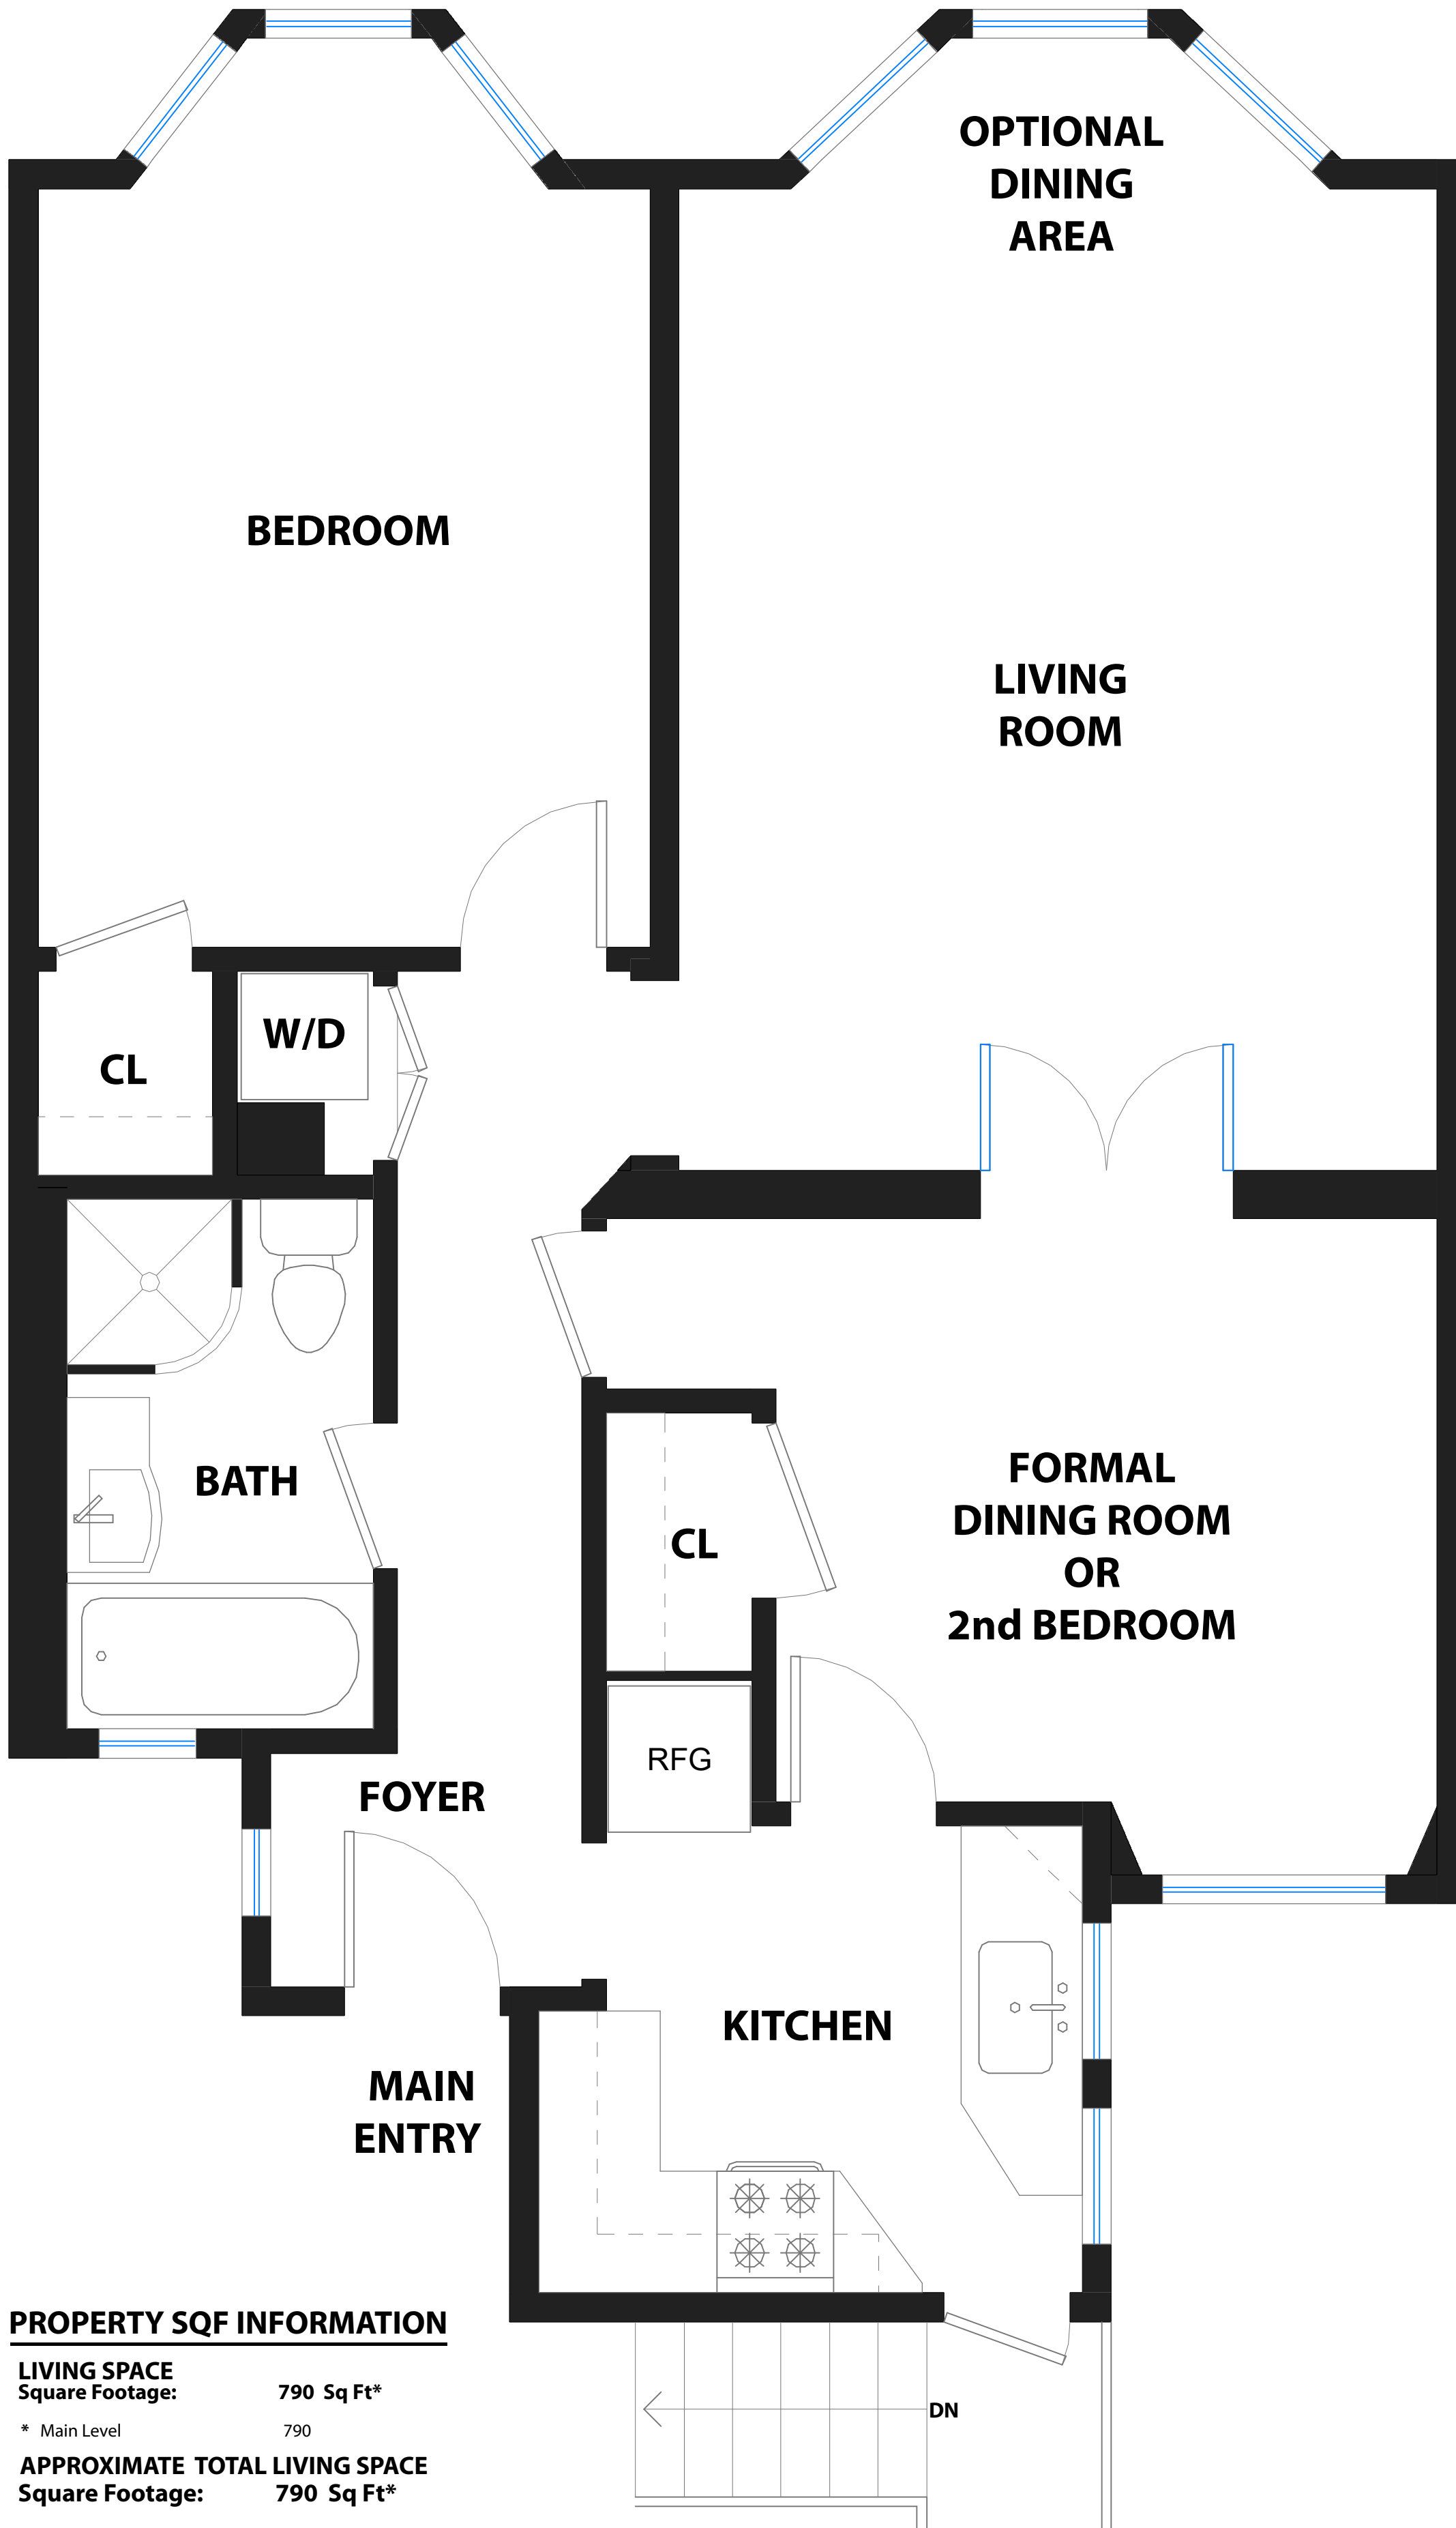 OPTIONAL
DINING
AREA
BEDROOM
LIVING
ROOM
W/D
CL
BATH
FORMAL
DINING ROOM
OR
2nd BEDROOM
CL
RFG
FOYER
KITCHEN
MAIN
ENTRY
DN
PROPERTY SQF INFORMATION
LIVING SPACE
Square Footage: 790 Sq Ft*
* Main Level 790
APPROXIMATE TOTAL LIVING SPACE
Square Footage: 790 Sq Ft*